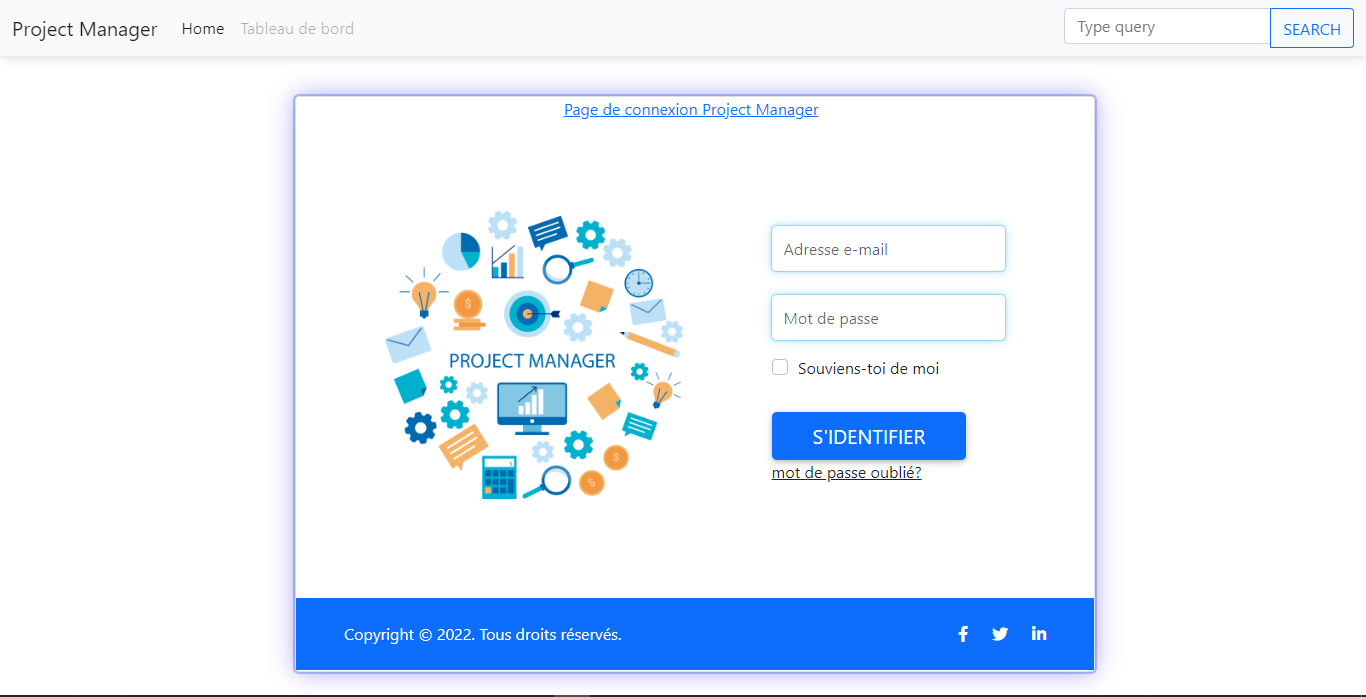 Project Manager Home Tableau de bord Type query SEARCH
Page de connexion Project Manager
PROJECT MANAGER
Adresse e-mail
Mot de passe
Souviens-toi de moi
S'IDENTIFIER
mot de passe oublié?
Copyright © 2022. Tous droits réservés.